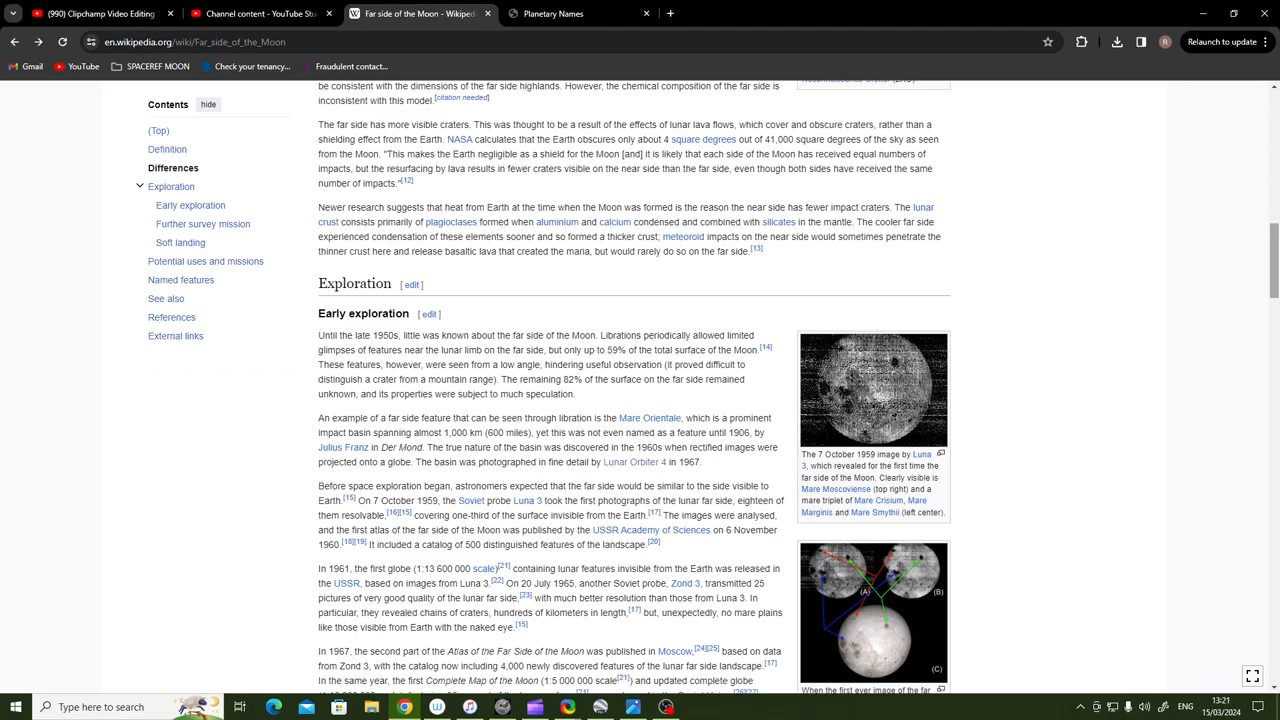 (990) Clipchamp Editing Tutorial
Channel content - YouTube Stu
Far side of the Moon - Wikiped
Planetary Names
en.wikipedia.org/wiki/Far_side_of_the_Moon
Relaunch to update
Gmail
YouTube
SPACEREF MOON
Check your tenancy...
Fraudulent contact...
Contents hide
(Top)
Definition
Differences
Exploration
Early exploration
Further survey mission
Soft landing
Potential uses and missions
Named features
See also
References
External links
be consistent with the dimensions of the far side highlands. However, the chemical composition of the far side is
inconsistent with this model.[citation needed]
The far side has more visible craters. This was thought to be a result of the effects of lunar lava flows, which cover and obscure craters, rather than a
shielding effect from the Earth. NASA calculates that the Earth obscures only about 4 square degrees out of 41,000 square degrees of the sky as seen
from the Moon. "This makes the Earth negligible as a shield for the Moon [and] it is likely that each side of the Moon has received equal numbers of
impacts, but the resurfacing by lava results in fewer craters visible on the near side than the far side, even though both sides have received the same
number of impacts."[12]
Newer research suggests that heat from Earth at the time when the Moon was formed is the reason the near side has fewer impact craters. The lunar
crust consists primarily of plagioclases formed when aluminium and calcium condensed and combined with silicates in the mantle. The cooler far side
experienced condensation of these elements sooner and so formed a thicker crust; meteoroid impacts on the near side would sometimes penetrate the
thinner crust here and release basaltic lava that created the maria, but would rarely do so on the far side.[13]
Exploration [ edit ]
Early exploration [ edit ]
Until the late 1950s, little was known about the far side of the Moon. Librations periodically allowed limited
glimpses of features near the lunar limb on the far side, but only up to 59% of the total surface of the Moon.[14]
These features, however, were seen from a low angle, hindering useful observation (it proved difficult to
distinguish a crater from a mountain range). The remaining 82% of the surface on the far side remained
unknown, and its properties were subject to much speculation.
An example of a far side feature that can be seen through libration is the Mare Orientale, which is a prominent
impact basin spanning almost 1,000 km (600 miles), yet this was not even named as a feature until 1906, by
Julius Franz in Der Mond. The true nature of the basin was discovered in the 1960s when rectified images were
projected onto a globe. The basin was photographed in fine detail by Lunar Orbiter 4 in 1967.
Before space exploration began, astronomers expected that the far side would be similar to the side visible to
Earth.[15] On 7 October 1959, the Soviet probe Luna 3 took the first photographs of the lunar far side, eighteen of
them resolvable,[16][15] covering one-third of the surface invisible from the Earth.[17] The images were analysed,
and the first atlas of the far side of the Moon was published by the USSR Academy of Sciences on 6 November
1960.[18][19] It included a catalog of 500 distinguished features of the landscape.[20]
In 1961, the first globe (1:13 600 000 scale)[21] containing lunar features invisible from the Earth was released in
the USSR, based on images from Luna 3.[22] On 20 July 1965, another Soviet probe, Zond 3, transmitted 25
pictures of very good quality of the lunar far side,[23] with much better resolution than those from Luna 3. In
particular, they revealed chains of craters, hundreds of kilometers in length,[17] but, unexpectedly, no mare plains
like those visible from Earth with the naked eye.[15]
In 1967, the second part of the Atlas of the Far Side of the Moon was published in Moscow,[24][25] based on data
from Zond 3, with the catalog now including 4,000 newly discovered features of the lunar far side landscape.[17]
In the same year, the first Complete Map of the Moon (1:5 000 000 scale[21]) and updated complete globe
The 7 October 1959 image by Luna
3, which revealed for the first time the
far side of the Moon. Clearly visible is
Mare Moscoviense (top right) and a
mare triplet of Mare Crisium, Mare
Marginis and Mare Smythii (left center).
(A)
(B)
(C)
When the first ever image of the far
Type here to search
ENG
13:21
15/03/2024